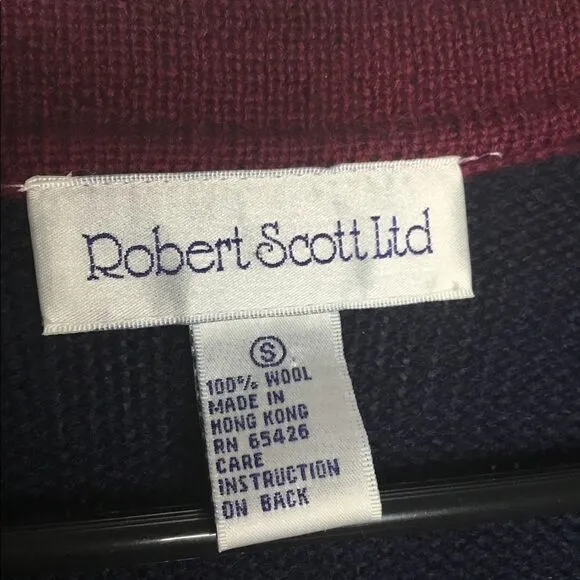 Robert Scott Ltd
S
100% WOOL
MADE IN
HONG KONG
RN 65426
CARE
INSTRUCTION
ON BACK